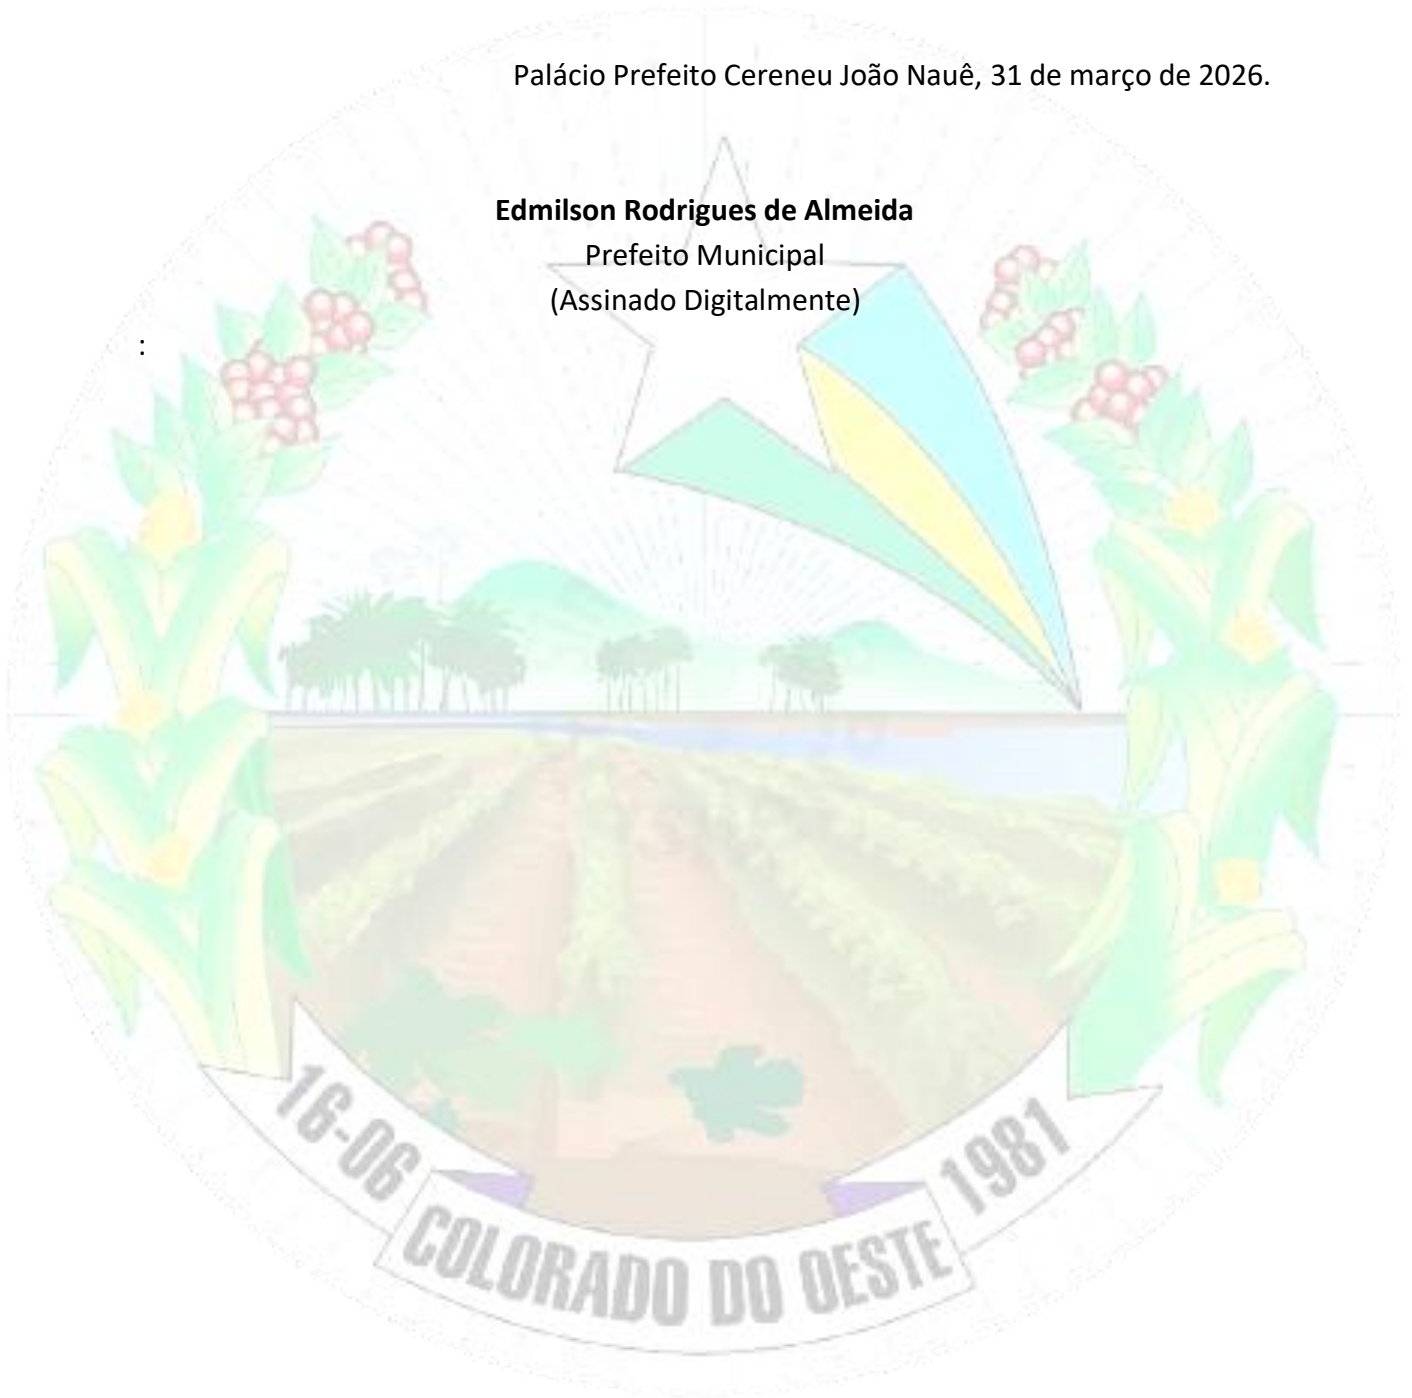 Palácio Prefeito Cereneu João Nauê, 31 de março de 2026.
Edmilson Rodrigues de Almeida
Prefeito Municipal
(Assinado Digitalmente)
:
16-06
COLORADO DO OESTE
1981